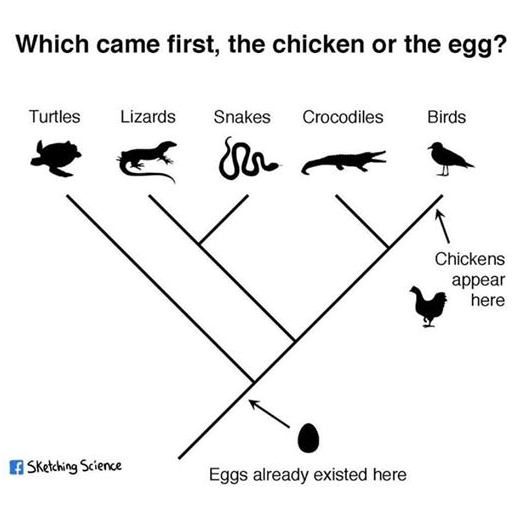 Which came first, the chicken or the egg?
Turtles Lizards Snakes Crocodiles Birds
Chickens
appear
here
Sketching Science
Eggs already existed here